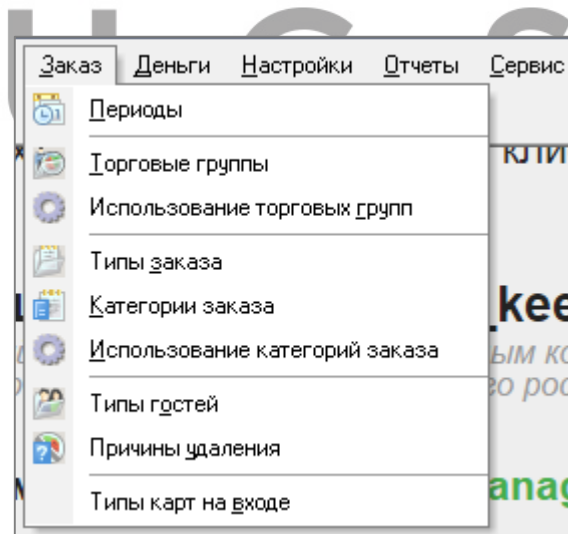 Заказ Деньги Настройки Отчеты Сервис
Периоды
Торговые группы
Использование торговых групп
Типы заказа
Категории заказа
Использование категорий заказа
Типы гостей
Причины удаления
Типы карт на входе